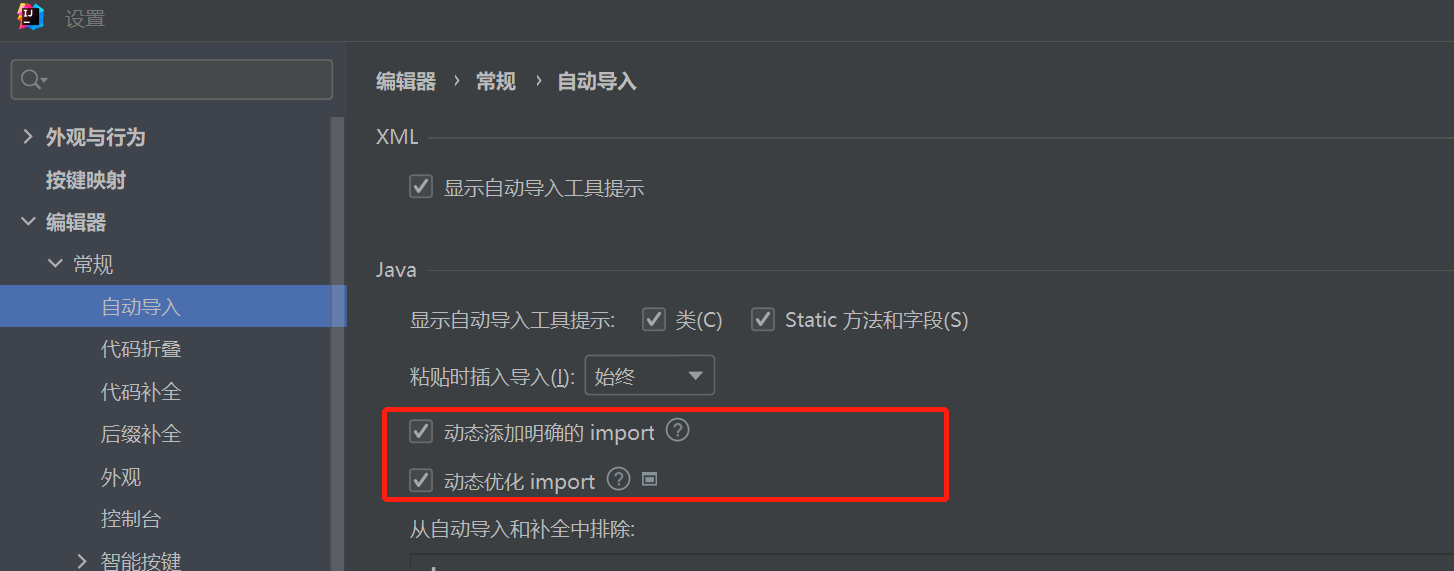 IJ 设置
编辑器 › 常规 › 自动导入
XML
外观与行为
按键映射
显示自动导入工具提示
编辑器
常规
Java
自动导入
显示自动导入工具提示: 类(C) Static 方法和字段(S)
代码折叠
粘贴时插入导入(I): 始终
代码补全
后缀补全
动态添加明确的 import ?
外观
动态优化 import ?
控制台
从自动导入和补全中排除:
智能按键